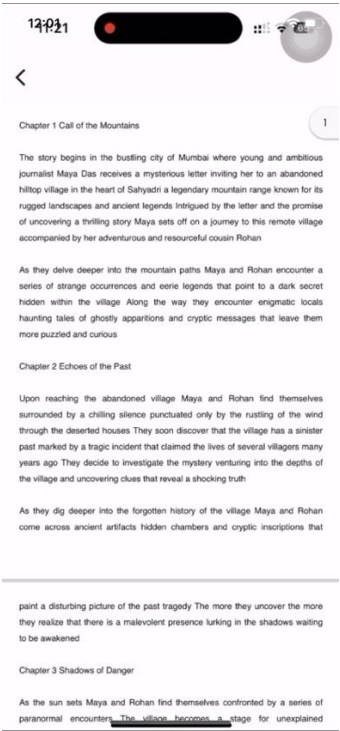 Chapter 1 Call of the Mountains
1
The story begins in the bustling city of Mumbai where young and ambitious
journalist Maya Das receives a mysterious letter inviting her to an abandoned
hilltop village in the heart of Sahyadri a legendary mountain range known for its
rugged landscapes and ancient legends Intrigued by the letter and the promise
of uncovering a thrilling story Maya sets off on a journey to this remote village
accompanied by her adventurous and resourceful cousin Rohan
As they delve deeper into the mountain paths Maya and Rohan encounter a
series of strange occurrences and eerie legends that point to a dark secret
hidden within the village Along the way they encounter enigmatic locals
haunting tales of ghostly apparitions and cryptic messages that leave them
more puzzled and curious
Chapter 2 Echoes of the Past
Upon reaching the abandoned village Maya and Rohan find themselves
surrounded by a chilling silence punctuated only by the rustling of the wind
through the deserted houses They soon discover that the village has a sinister
past marked by a tragic incident that claimed the lives of several villagers many
years ago They decide to investigate the mystery venturing into the depths of
the village and uncovering clues that reveal a shocking truth
As they dig deeper into the forgotten history of the village Maya and Rohan
come across ancient artifacts hidden chambers and cryptic inscriptions that
paint a disturbing picture of the past tragedy The more they uncover the more
they realize that there is a malevolent presence lurking in the shadows waiting
to be awakened
Chapter 3 Shadows of Danger
As the sun sets Maya and Rohan find themselves confronted by a series of
paranormal encounters The village becomes a stage for unexplained